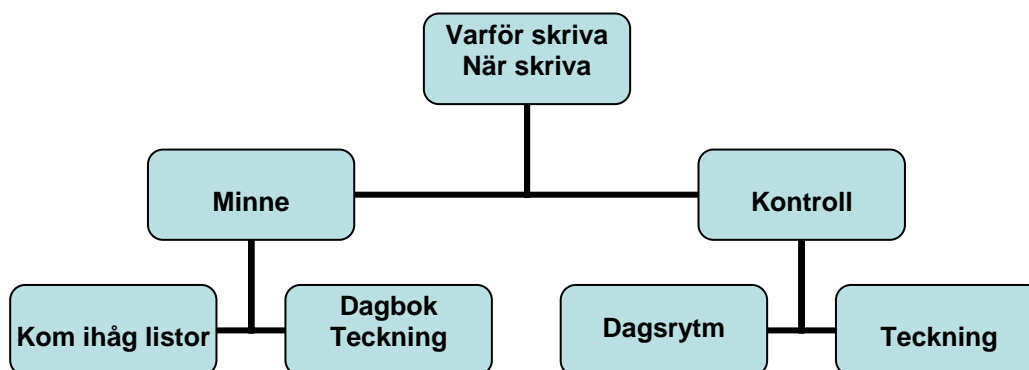 Varför skriva
När skriva
Minne
Kontroll
Kom ihåg listor
Dagbok
Teckning
Dagsrytm
Teckning